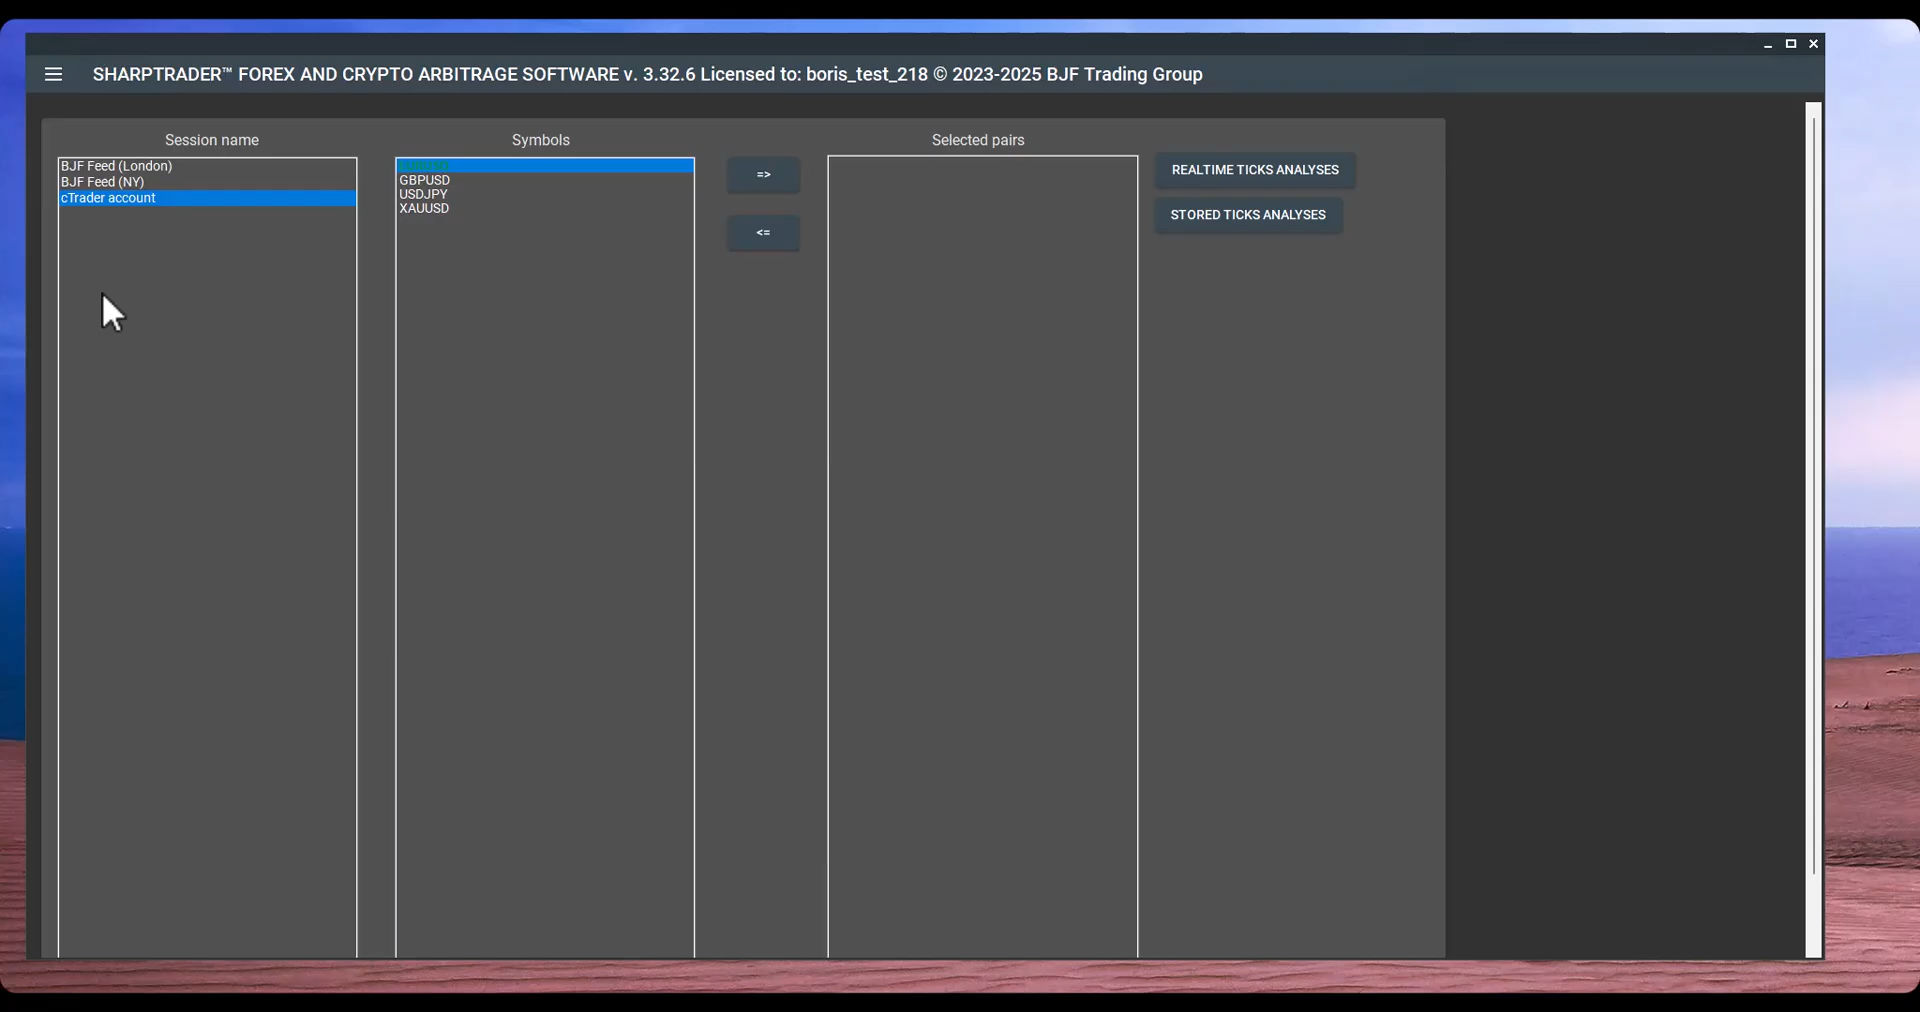 SHARPTRADER™ FOREX AND CRYPTO ARBITRAGE SOFTWARE v. 3.32.6 Licensed to: boris_test_218 © 2023-2025 BJF Trading Group
Session name
BJF Feed (London)
BJF Feed (NY)
cTrader account
Symbols
GBPUSD
USDJPY
XAUUSD
=>
<=
Selected pairs
REALTIME TICKS ANALYSES
STORED TICKS ANALYSES